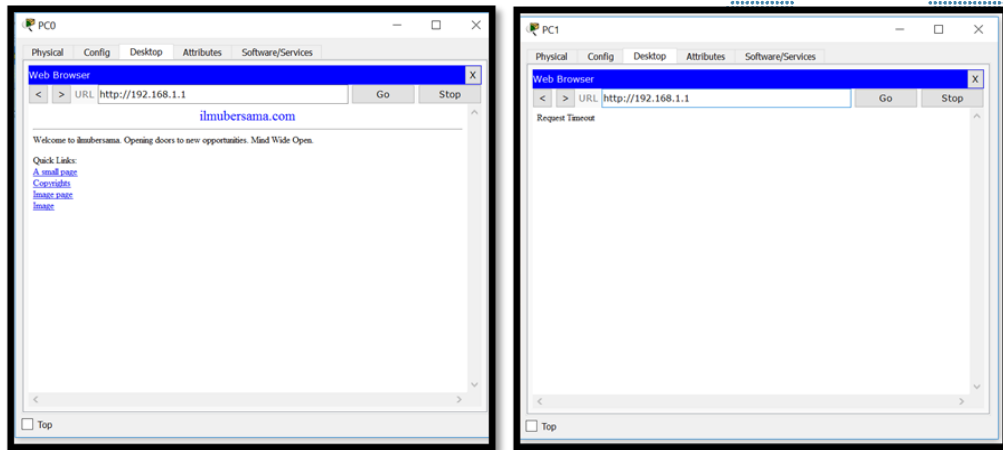 PC0
Physical Config Desktop Attributes Software/Services
Web Browser X
< > URL http://192.168.1.1 Go Stop
ilmubersama.com
Welcome to ilmubersama. Opening doors to new opportunities. Mind Wide Open.
Quick Links:
A small page
Copyrights
Image page
Image
Top
PC1
Physical Config Desktop Attributes Software/Services
Web Browser X
< > URL http://192.168.1.1 Go Stop
Request Timeout
Top